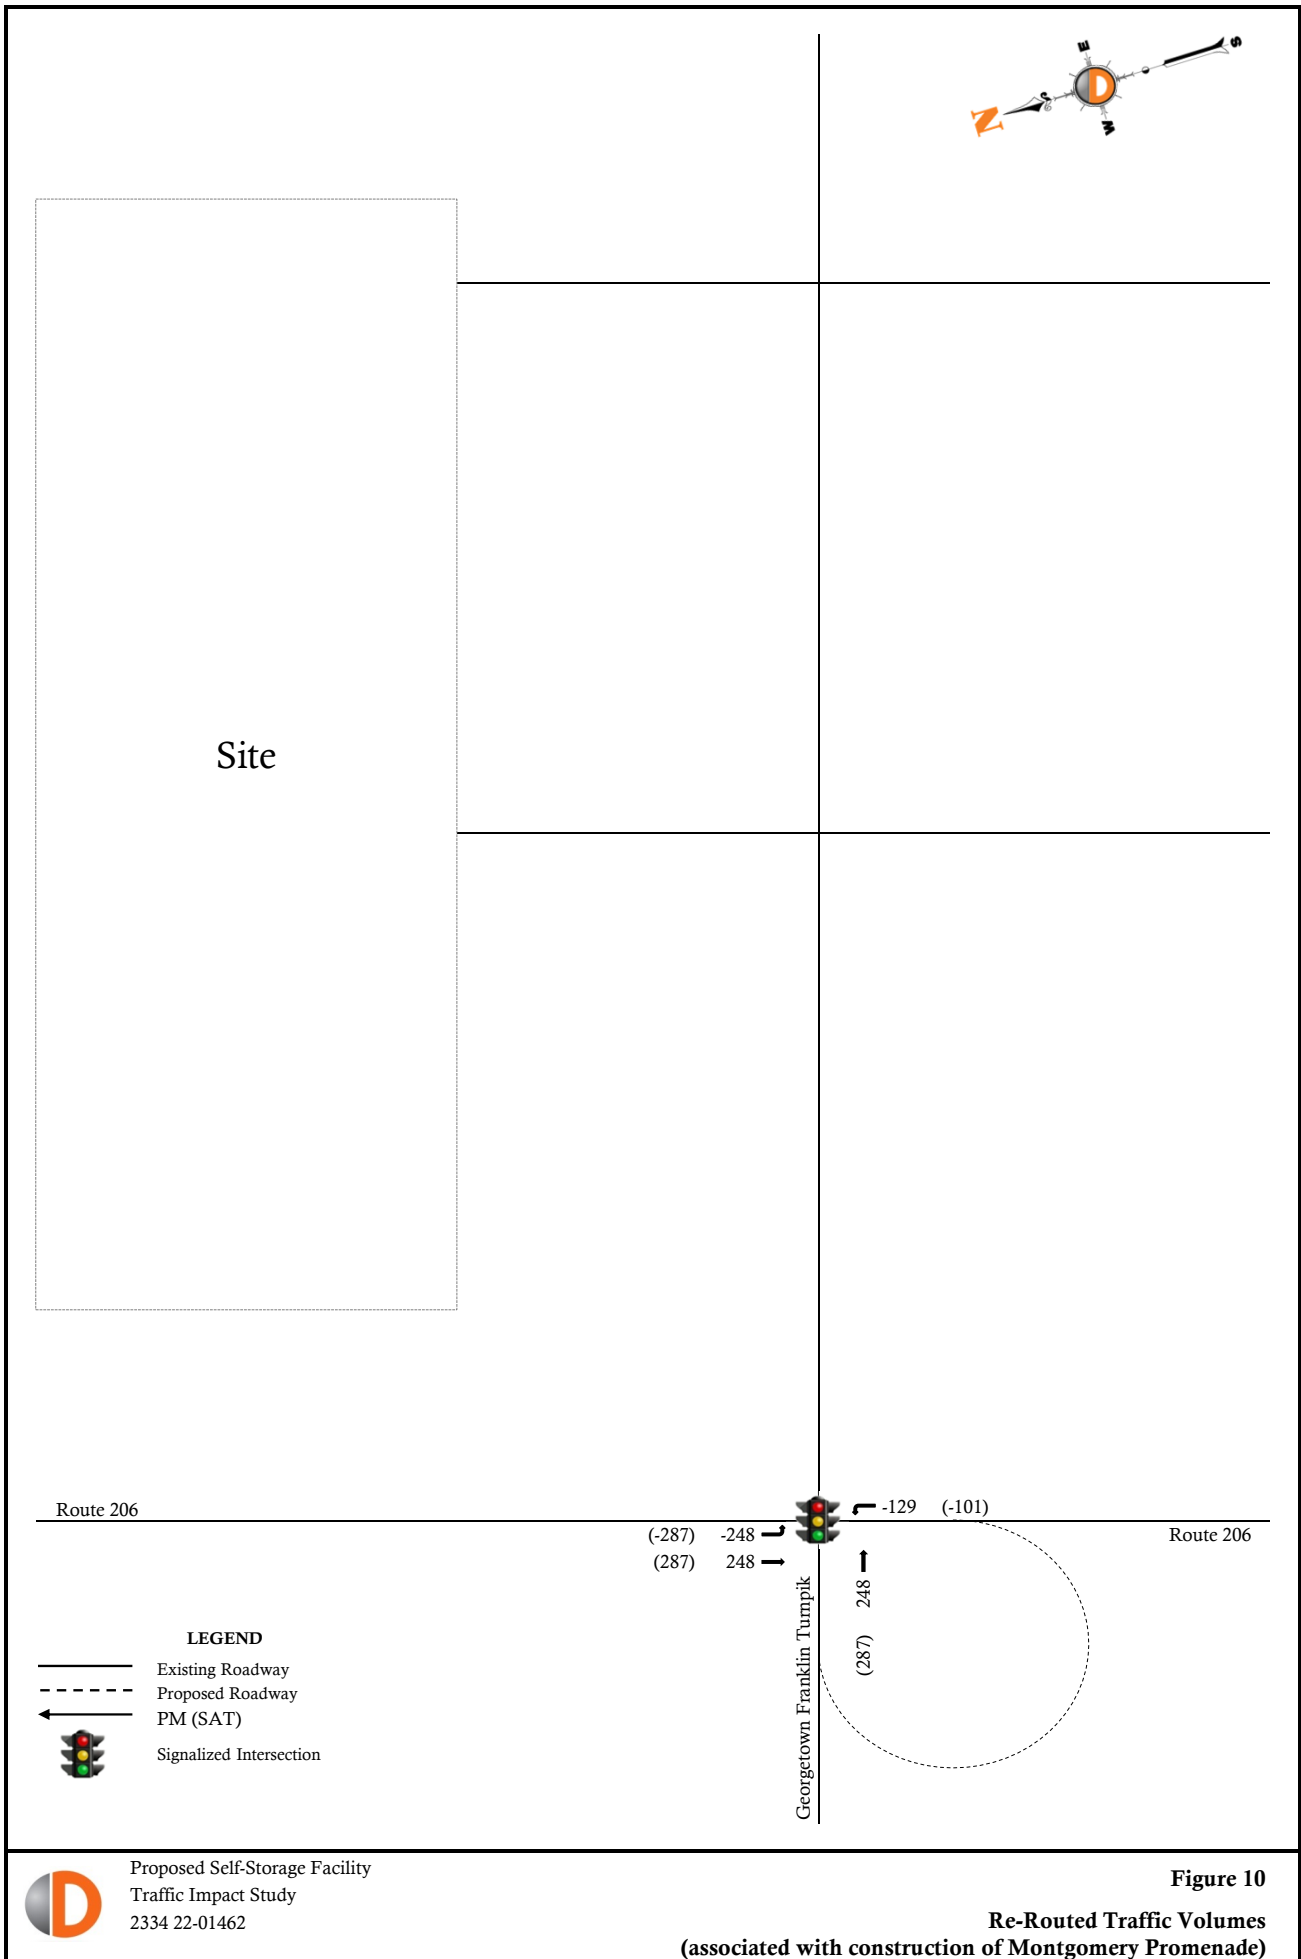 E
S
N
W
D
Site
Route 206
-129 (-101)
(-287) -248
Route 206
(287) 248
(287) 248
Georgetown Franklin Turnpik
LEGEND
Existing Roadway
Proposed Roadway
PM (SAT)
Signalized Intersection
Proposed Self-Storage Facility
Traffic Impact Study
2334 22-01462
Figure 10
Re-Routed Traffic Volumes
(associated with construction of Montgomery Promenade)